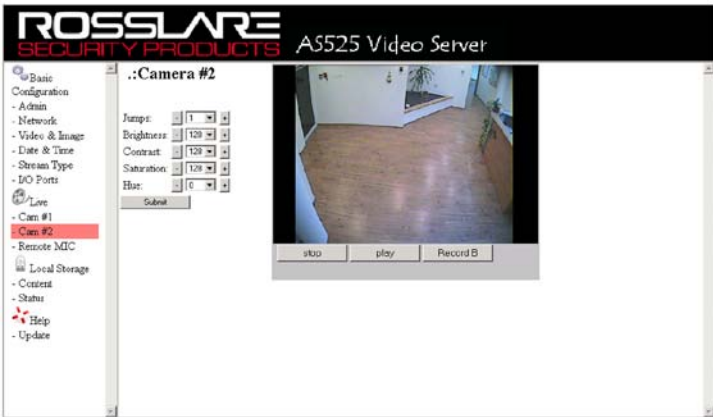 ROSSLARE
SECURITY PRODUCTS
AS525 Video Server
Basic
Configuration
- Admin
- Network
- Video & Image
- Date & Time
- Stream Type
- I/O Ports
Live
- Cam #1
- Cam #2
- Remote MIC
Local Storage
- Content
- Status
Help
- Update
.:Camera #2
Jumps: - 1 +
Brightness: - 128 +
Contrast: - 128 +
Saturation: - 128 +
Hue: - 0 +
Submit
stop play Record B